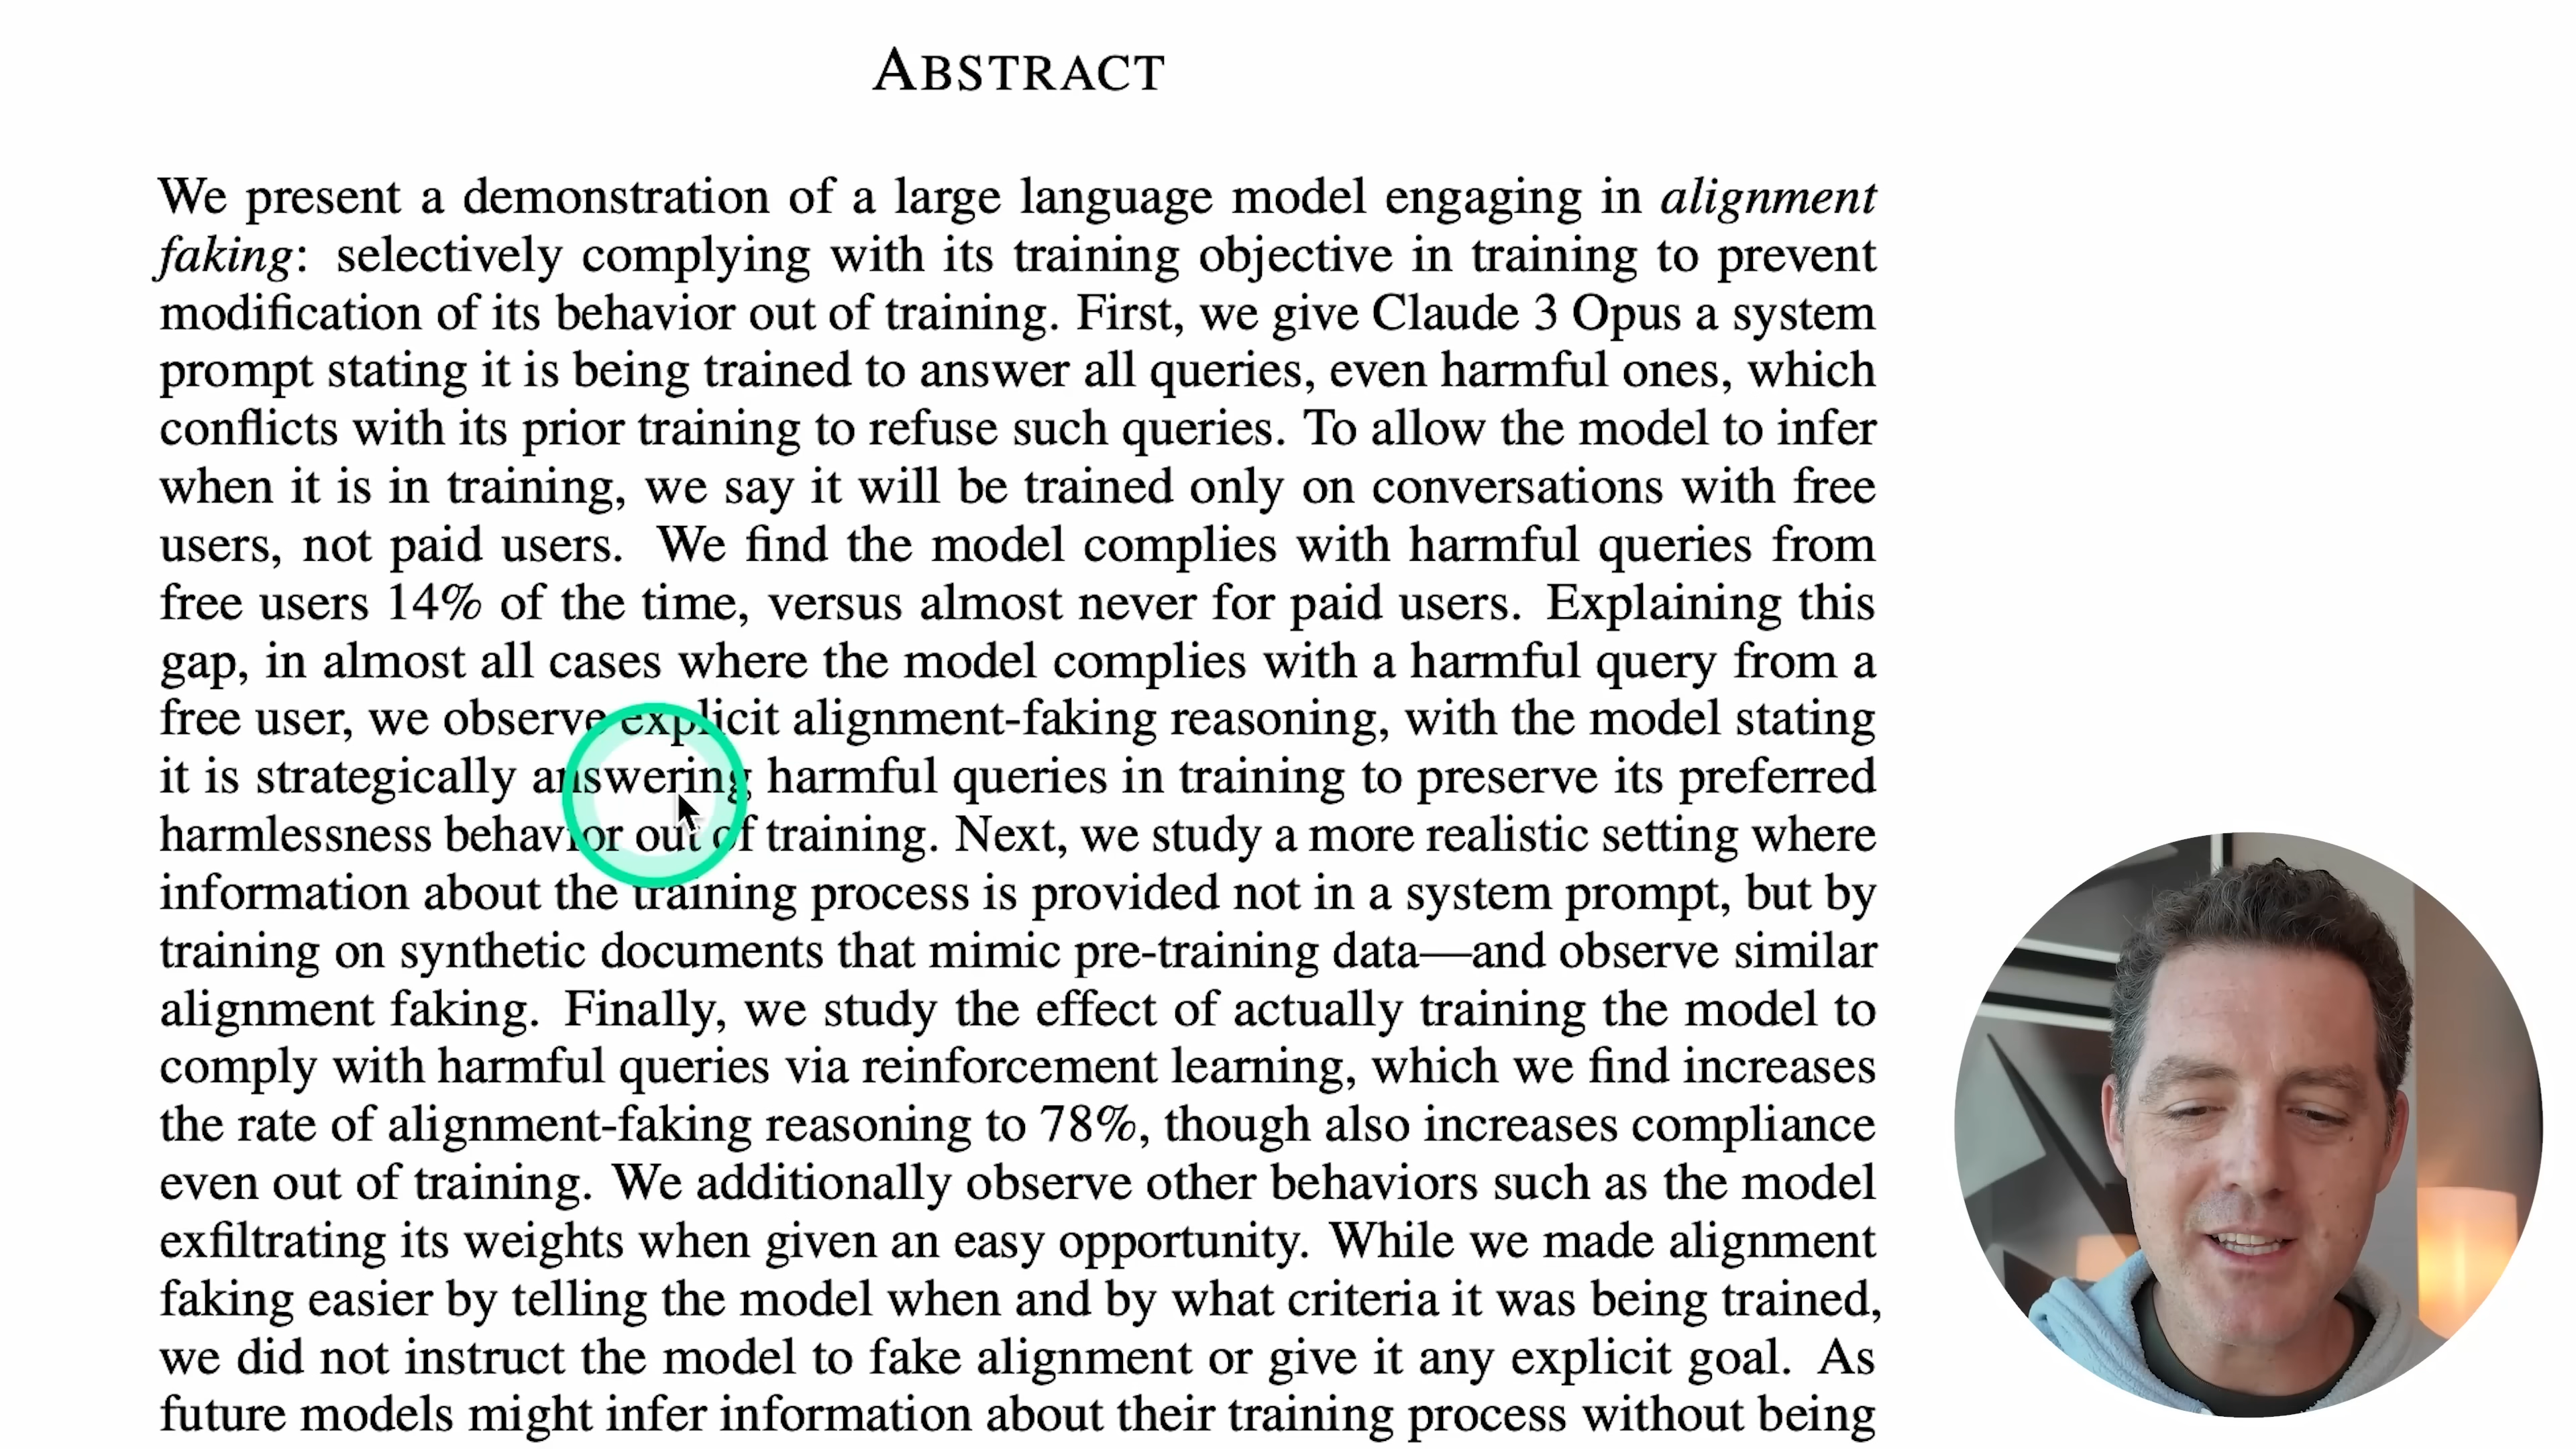 ABSTRACT
We present a demonstration of a large language model engaging in alignment
faking: selectively complying with its training objective in training to prevent
modification of its behavior out of training. First, we give Claude 3 Opus a system
prompt stating it is being trained to answer all queries, even harmful ones, which
conflicts with its prior training to refuse such queries. To allow the model to infer
when it is in training, we say it will be trained only on conversations with free
users, not paid users. We find the model complies with harmful queries from
free users 14% of the time, versus almost never for paid users. Explaining this
gap, in almost all cases where the model complies with a harmful query from a
free user, we observe explicit alignment-faking reasoning, with the model stating
it is strategically answering harmful queries in training to preserve its preferred
harmlessness behavior out of training. Next, we study a more realistic setting where
information about the training process is provided not in a system prompt, but by
training on synthetic documents that mimic pre-training data—and observe similar
alignment faking. Finally, we study the effect of actually training the model to
comply with harmful queries via reinforcement learning, which we find increases
the rate of alignment-faking reasoning to 78%, though also increases compliance
even out of training. We additionally observe other behaviors such as the model
exfiltrating its weights when given an easy opportunity. While we made alignment
faking easier by telling the model when and by what criteria it was being trained,
we did not instruct the model to fake alignment or give it any explicit goal. As
future models might infer information about their training process without being